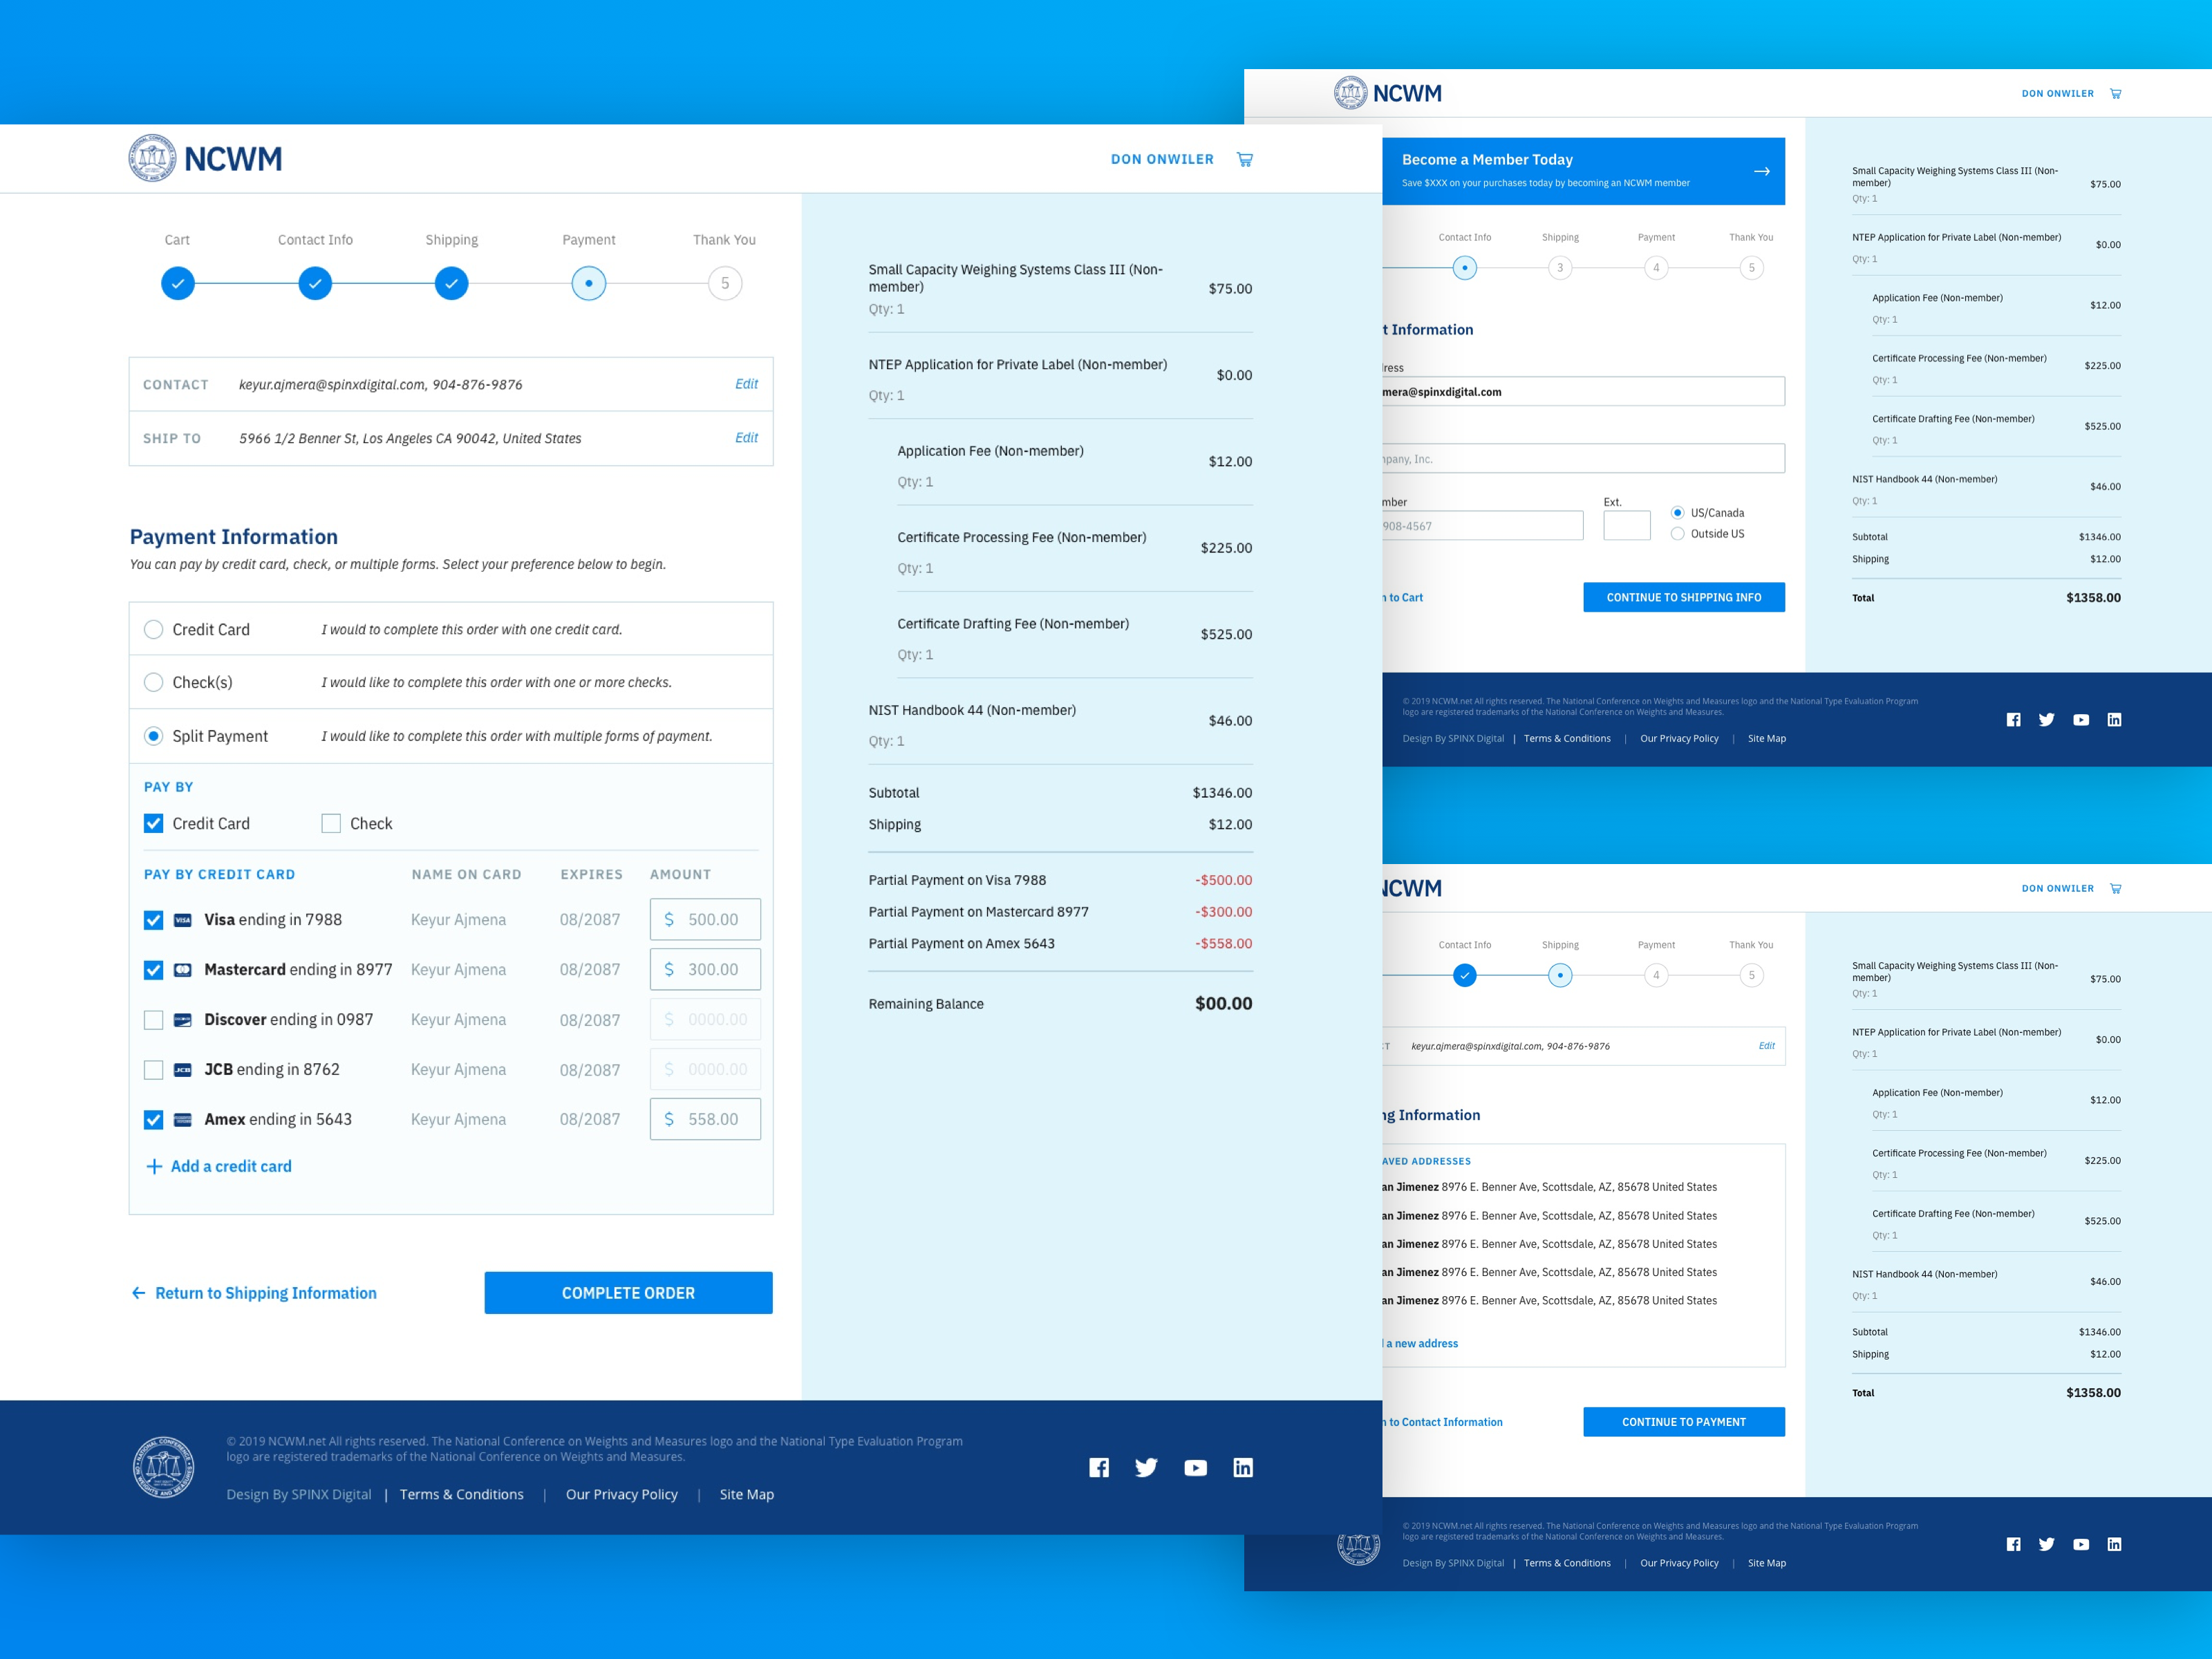 NCWM
DON ONWILER
Cart
Contact Info
Shipping
Payment
Thank You
5
CONTACT keyur.ajmera@spinxdigital.com, 904-876-9876 Edit
SHIP TO 5966 1/2 Benner St, Los Angeles CA 90042, United States Edit
Payment Information
You can pay by credit card, check, or multiple forms. Select your preference below to begin.
Credit Card I would to complete this order with one credit card.
Check(s) I would like to complete this order with one or more checks.
Split Payment I would like to complete this order with multiple forms of payment.
PAY BY
Credit Card Check
PAY BY CREDIT CARD NAME ON CARD EXPIRES AMOUNT
VISA Visa ending in 7988 Keyur Ajmena 08/2087 $ 500.00
Mastercard ending in 8977 Keyur Ajmena 08/2087 $ 300.00
Discover ending in 0987 Keyur Ajmena 08/2087 $ 0000.00
JCB JCB ending in 8762 Keyur Ajmena 08/2087 $ 0000.00
Amex ending in 5643 Keyur Ajmena 08/2087 $ 558.00
+ Add a credit card
Return to Shipping Information
COMPLETE ORDER
Small Capacity Weighing Systems Class III (Non-
member)
$75.00
Qty: 1
NTEP Application for Private Label (Non-member)
$0.00
Qty: 1
Application Fee (Non-member)
$12.00
Qty: 1
Certificate Processing Fee (Non-member)
$225.00
Qty: 1
Certificate Drafting Fee (Non-member)
$525.00
Qty: 1
NIST Handbook 44 (Non-member)
$46.00
Qty: 1
Subtotal $1346.00
Shipping $12.00
Partial Payment on Visa 7988 -$500.00
Partial Payment on Mastercard 8977 -$300.00
Partial Payment on Amex 5643 -$558.00
Remaining Balance $00.00
© 2019 NCWM.net All rights reserved. The National Conference on Weights and Measures logo and the National Type Evaluation Program
logo are registered trademarks of the National Conference on Weights and Measures.
Design By SPINX Digital | Terms & Conditions | Our Privacy Policy | Site Map
NCWM
DON ONWILER
Become a Member Today
Save $XXX on your purchases today by becoming an NCWM member
Contact Info
Shipping
Payment
Thank You
3
4
5
t Information
ress
mera@spinxdigital.com
pany, Inc.
mber
Ext.
908-4567
US/Canada
Outside US
n to Cart
CONTINUE TO SHIPPING INFO
Small Capacity Weighing Systems Class III (Non-
member)
$75.00
Qty: 1
NTEP Application for Private Label (Non-member)
$0.00
Qty: 1
Application Fee (Non-member)
$12.00
Qty: 1
Certificate Processing Fee (Non-member)
$225.00
Qty: 1
Certificate Drafting Fee (Non-member)
$525.00
Qty: 1
NIST Handbook 44 (Non-member)
$46.00
Qty: 1
Subtotal $1346.00
Shipping $12.00
Total $1358.00
© 2019 NCWM.net All rights reserved. The National Conference on Weights and Measures logo and the National Type Evaluation Program
logo are registered trademarks of the National Conference on Weights and Measures.
Design By SPINX Digital | Terms & Conditions | Our Privacy Policy | Site Map
NCWM
DON ONWILER
Contact Info
Shipping
Payment
Thank You
4
5
CT keyur.ajmera@spinxdigital.com, 904-876-9876 Edit
ng Information
AVED ADDRESSES
an Jimenez 8976 E. Benner Ave, Scottsdale, AZ, 85678 United States
an Jimenez 8976 E. Benner Ave, Scottsdale, AZ, 85678 United States
an Jimenez 8976 E. Benner Ave, Scottsdale, AZ, 85678 United States
an Jimenez 8976 E. Benner Ave, Scottsdale, AZ, 85678 United States
an Jimenez 8976 E. Benner Ave, Scottsdale, AZ, 85678 United States
a new address
n to Contact Information
CONTINUE TO PAYMENT
Small Capacity Weighing Systems Class III (Non-
member)
$75.00
Qty: 1
NTEP Application for Private Label (Non-member)
$0.00
Qty: 1
Application Fee (Non-member)
$12.00
Qty: 1
Certificate Processing Fee (Non-member)
$225.00
Qty: 1
Certificate Drafting Fee (Non-member)
$525.00
Qty: 1
NIST Handbook 44 (Non-member)
$46.00
Qty: 1
Subtotal $1346.00
Shipping $12.00
Total $1358.00
© 2019 NCWM.net All rights reserved. The National Conference on Weights and Measures logo and the National Type Evaluation Program
logo are registered trademarks of the National Conference on Weights and Measures.
Design By SPINX Digital | Terms & Conditions | Our Privacy Policy | Site Map